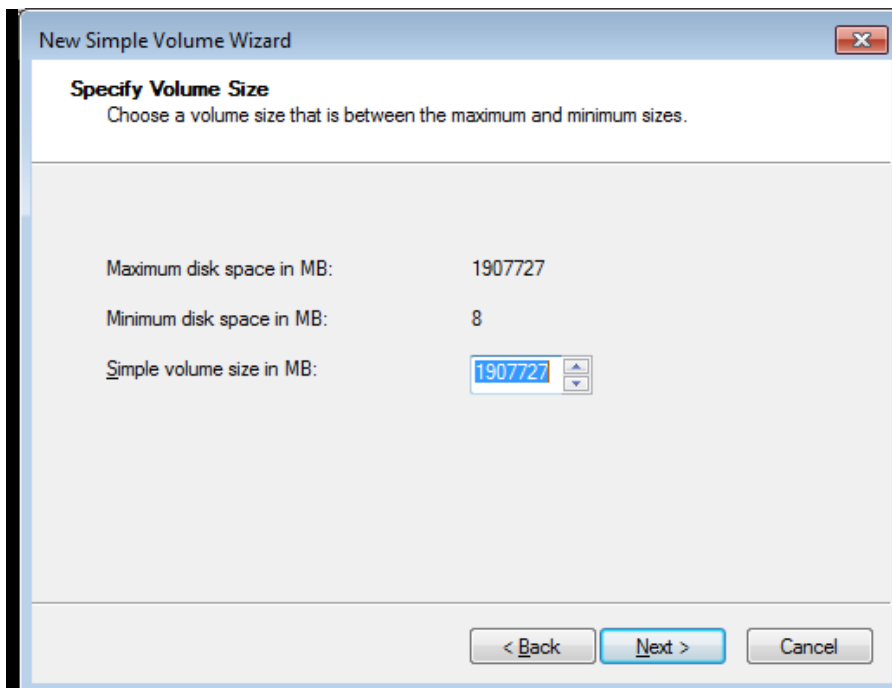 New Simple Volume Wizard
Specify Volume Size
Choose a volume size that is between the maximum and minimum sizes.
Maximum disk space in MB: 1907727
Minimum disk space in MB: 8
Simple volume size in MB: 1907727
< Back Next > Cancel